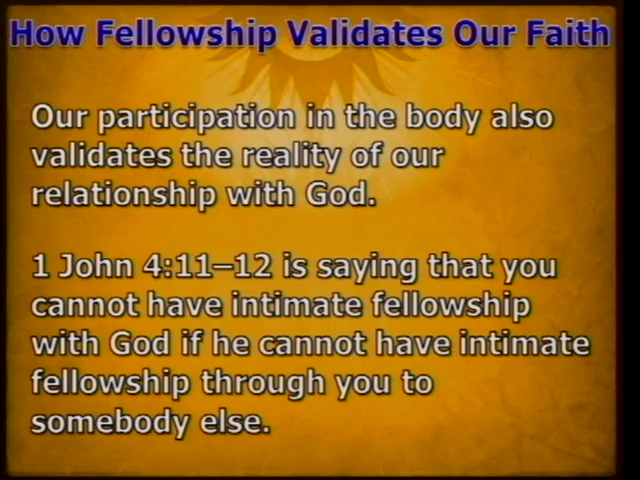 How Fellowship Validates Our Faith
Our participation in the body also
validates the reality of our
relationship with God.
1 John 4:11–12 is saying that you
cannot have intimate fellowship
with God if he cannot have intimate
fellowship through you to
somebody else.